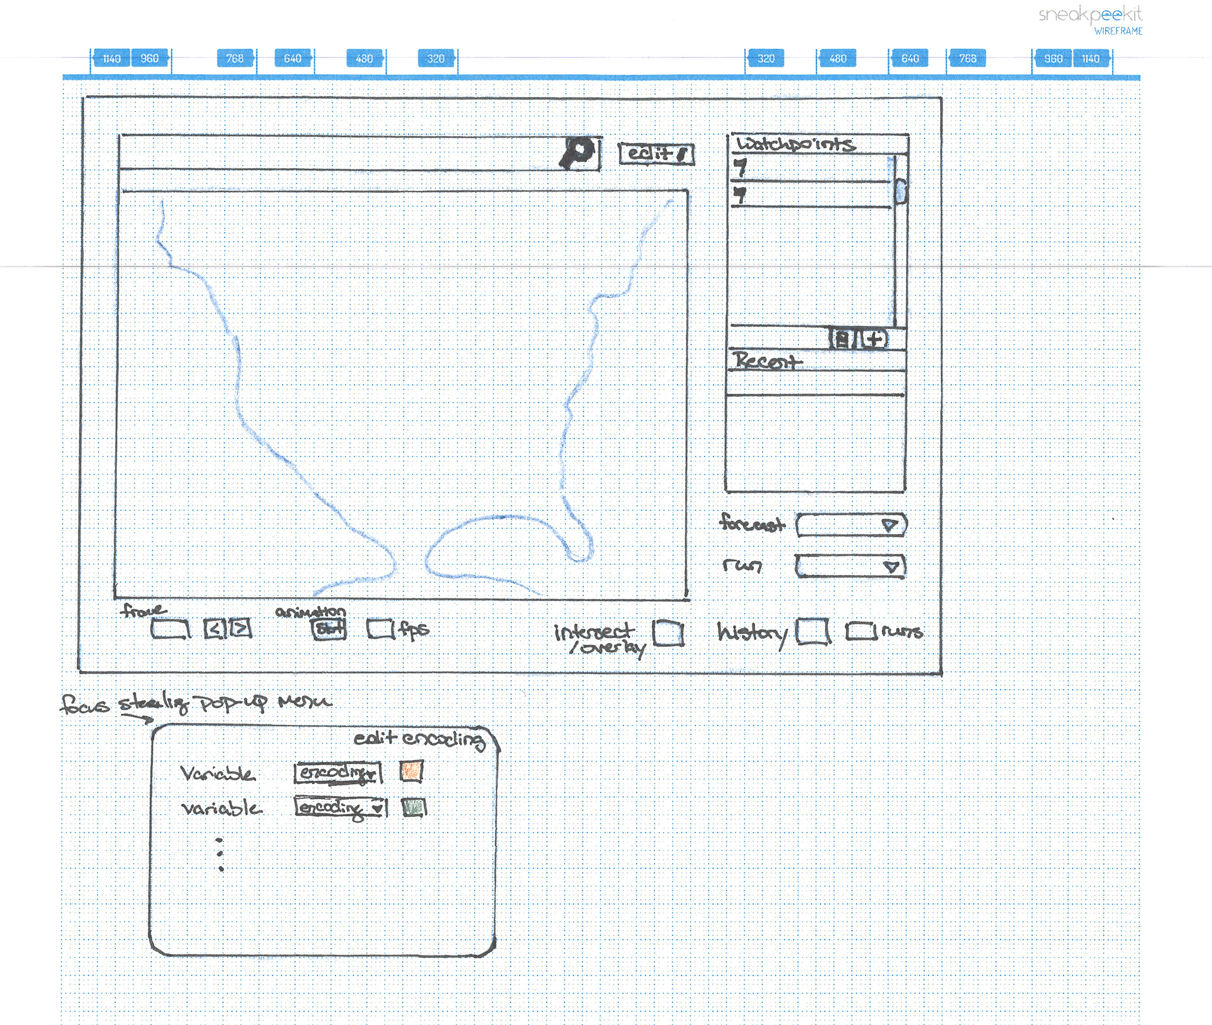 sneakpeekit
WIREFRAME
1140 960 768 640 480 320 320 480 640 768 960 1140
edit
Watchpoints
+
Recent
forecast
run
frame
< >
animation
start
fps
intersect
/overlay
history
runs
focus stealing pop-up menu
edit encoding
Variable encoding
variable encoding